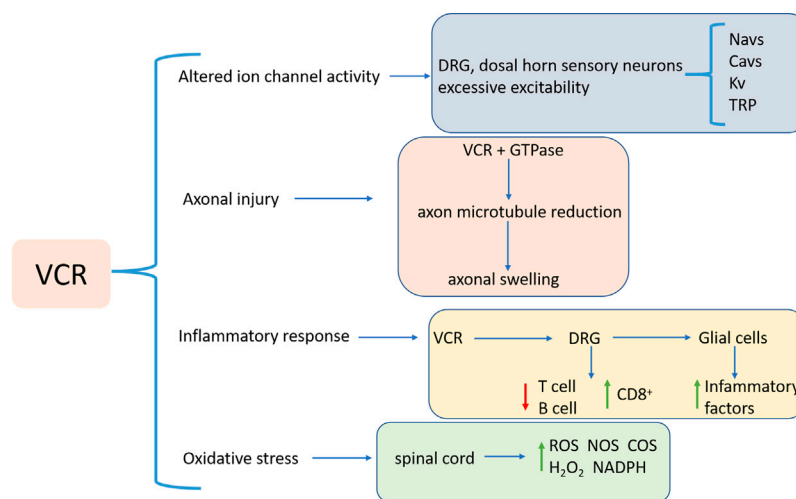 VCR
Altered ion channel activity
DRG, dosal horn sensory neurons
excessive excitability
Navs
Cavs
Kv
TRP
Axonal injury
VCR + GTPase
axon microtubule reduction
axonal swelling
Inflammatory response
VCR
DRG
Glial cells
T cell
B cell
CD8⁺
Infammatory
factors
Oxidative stress
spinal cord
ROS NOS COS
H₂O₂ NADPH